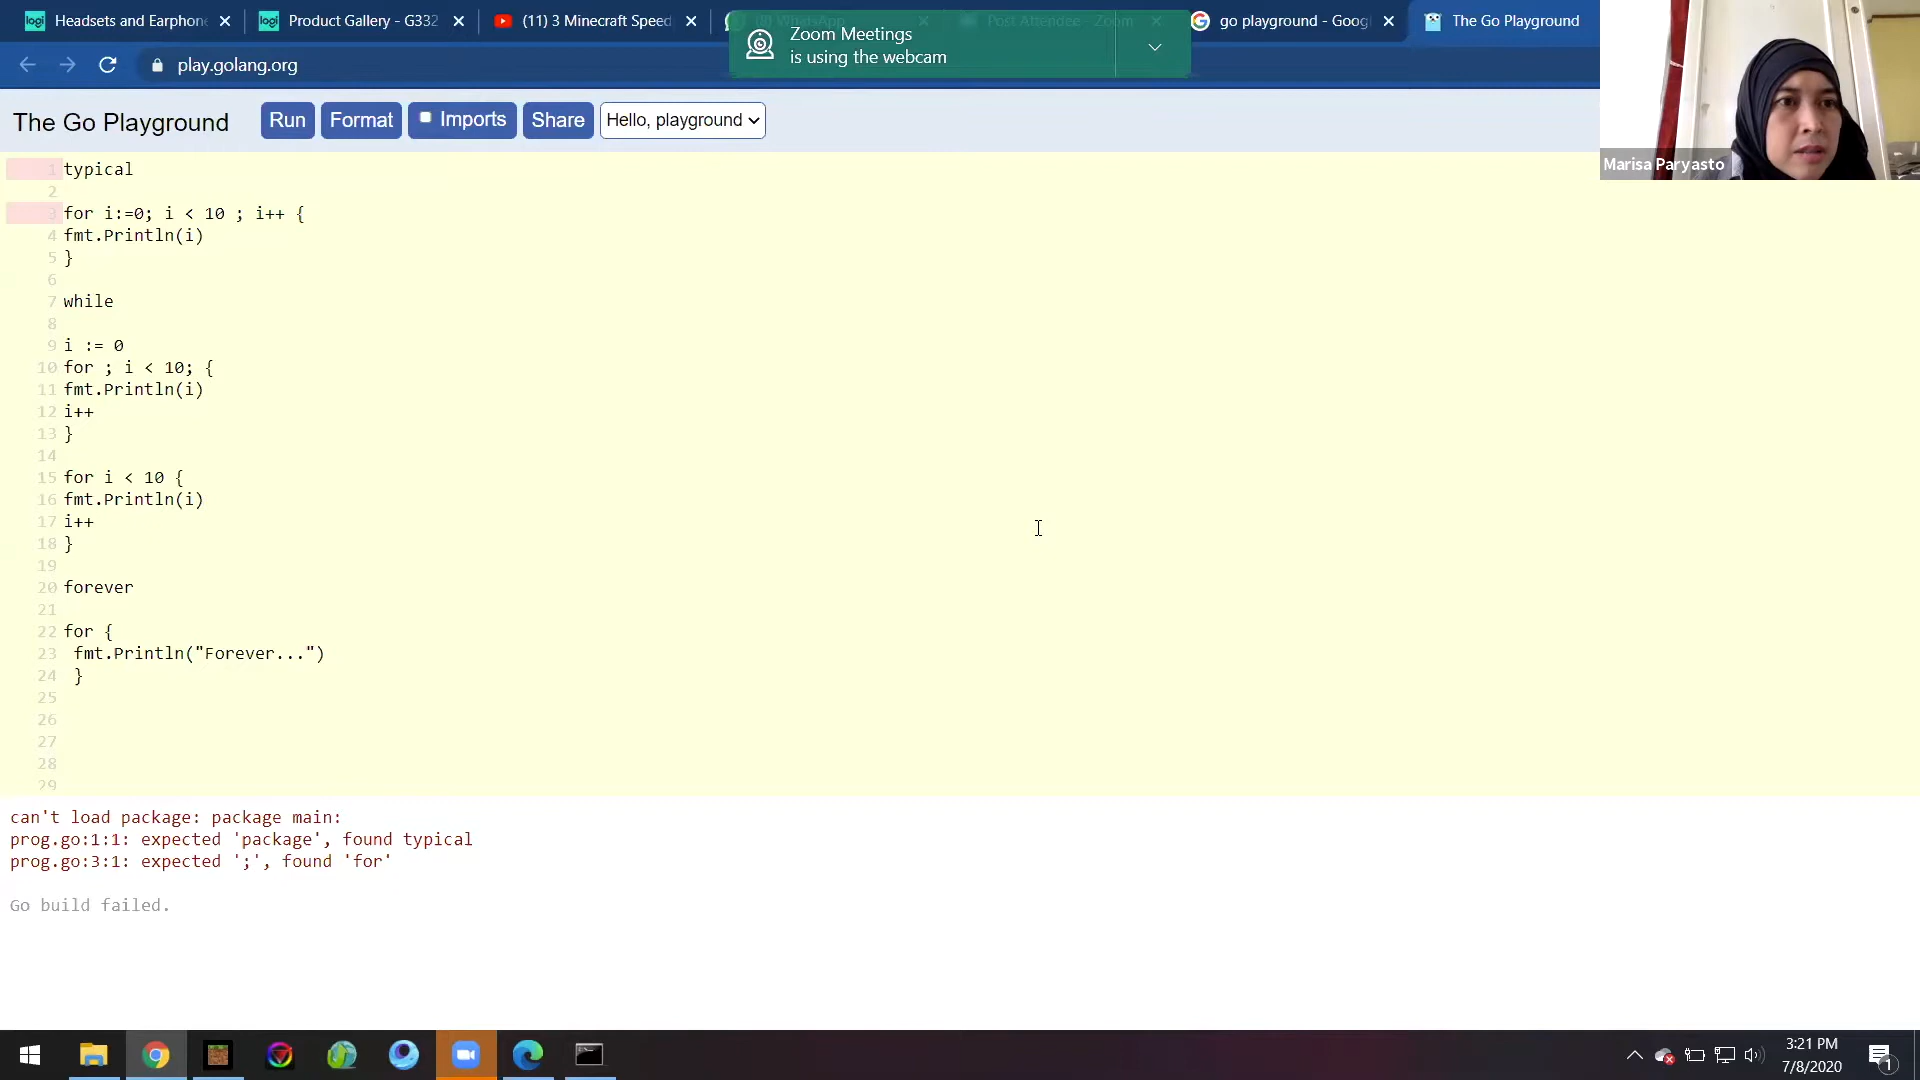 Headsets and Earphone
Product Gallery - G332
(11) 3 Minecraft Speed
WhatsApp
Post Attendee - Zoom
go playground - Goog
The Go Playground
Zoom Meetings
is using the webcam
play.golang.org
The Go Playground
Run
Format
Imports
Share
Hello, playground
Marisa Paryasto
1 typical
2
3 for i:=0; i < 10 ; i++ {
4 fmt.Println(i)
5 }
6
7 while
8
9 i := 0
10 for ; i < 10; {
11 fmt.Println(i)
12 i++
13 }
14
15 for i < 10 {
16 fmt.Println(i)
17 i++
18 }
19
20 forever
21
22 for {
23 fmt.Println("Forever...")
24 }
25
26
27
28
29
can't load package: package main:
prog.go:1:1: expected 'package', found typical
prog.go:3:1: expected ';', found 'for'
Go build failed.
3:21 PM
7/8/2020
1